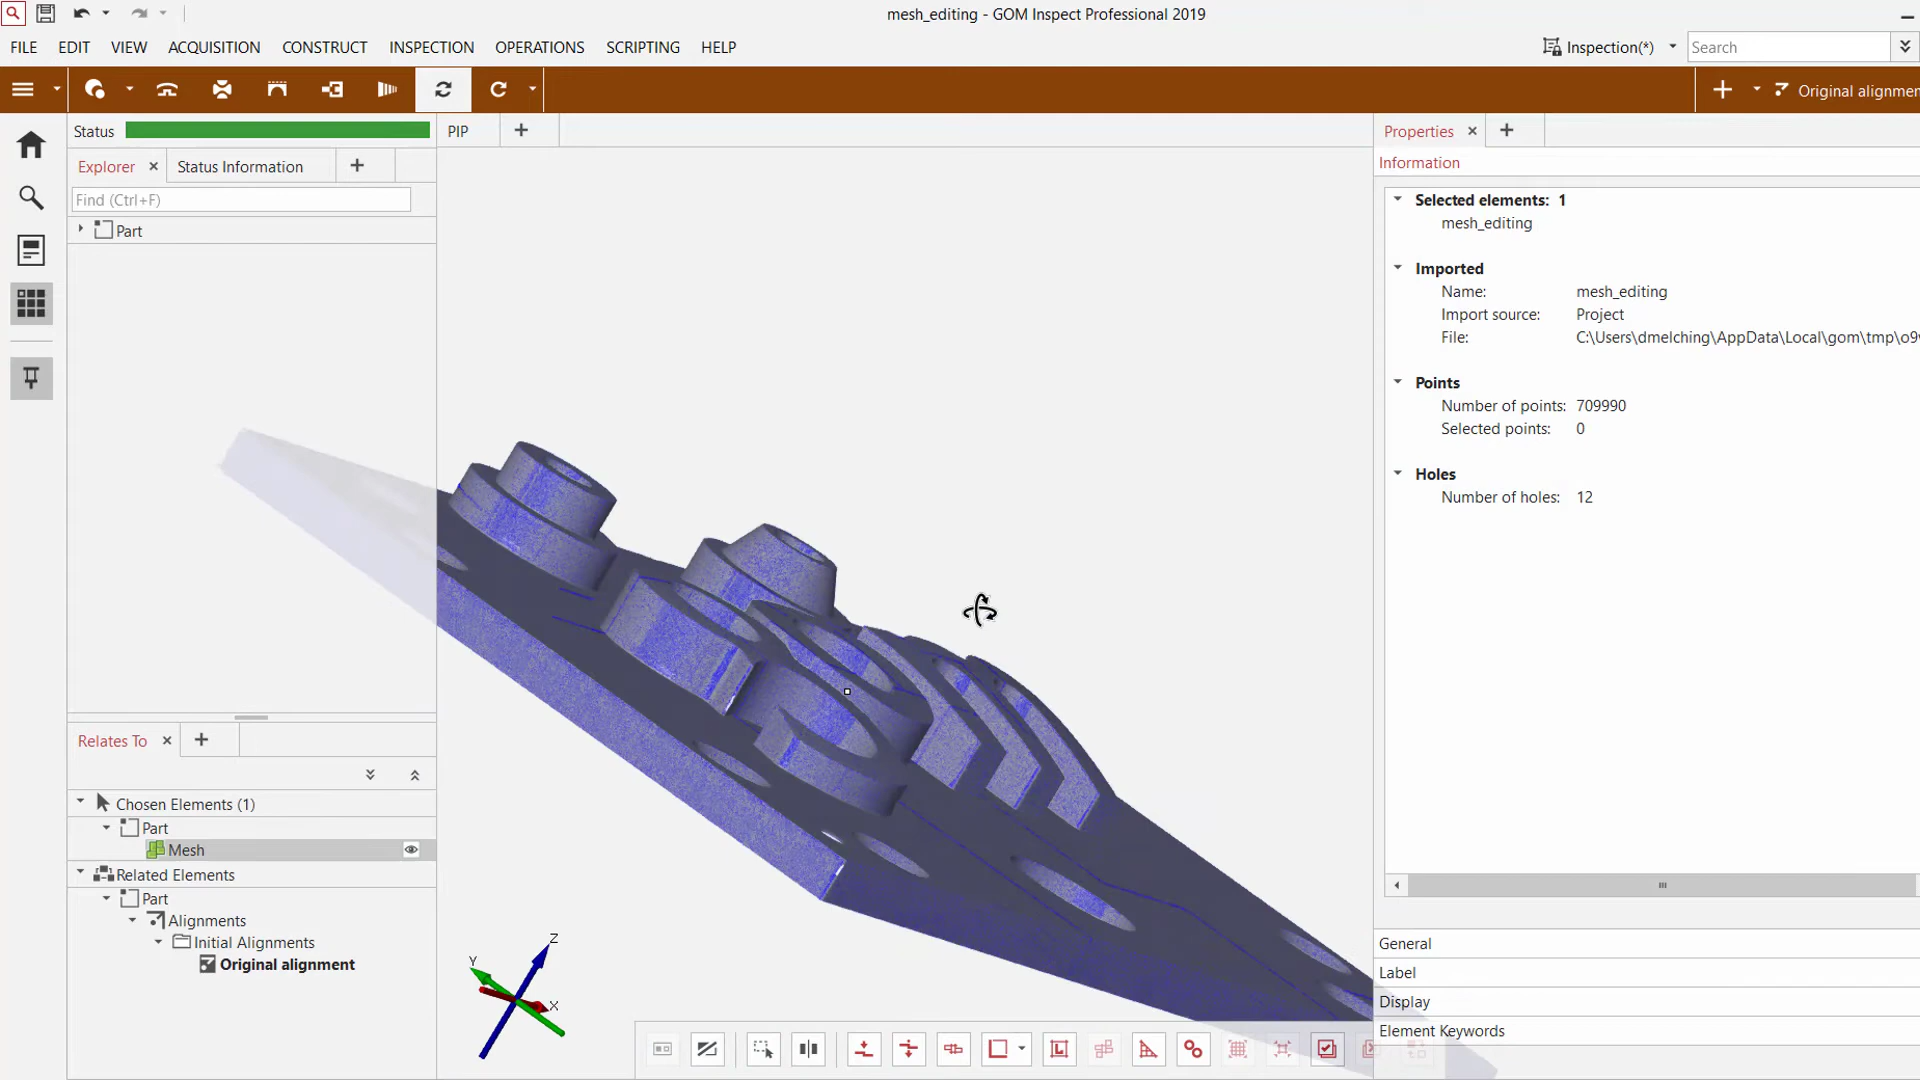 mesh_editing - GOM Inspect Professional 2019
FILE EDIT VIEW ACQUISITION CONSTRUCT INSPECTION OPERATIONS SCRIPTING HELP
Inspection(*)
Search
Original alignmen
Status
PIP
Explorer
Status Information
Find (Ctrl+F)
Part
Relates To
Chosen Elements (1)
Part
Mesh
Related Elements
Part
Alignments
Initial Alignments
Original alignment
Z
Y
X
Properties
Information
Selected elements: 1
mesh_editing
Imported
Name: mesh_editing
Import source: Project
File: C:\Users\dmelching\AppData\Local\gom\tmp\o9
Points
Number of points: 709990
Selected points: 0
Holes
Number of holes: 12
General
Label
Display
Element Keywords